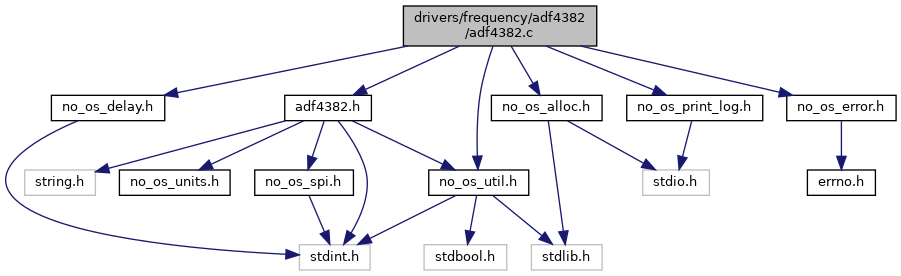 drivers/frequency/adf4382
/adf4382.c
no_os_delay.h
adf4382.h
no_os_alloc.h
no_os_print_log.h
no_os_error.h
string.h
no_os_units.h
no_os_spi.h
no_os_util.h
stdio.h
errno.h
stdint.h
stdbool.h
stdlib.h